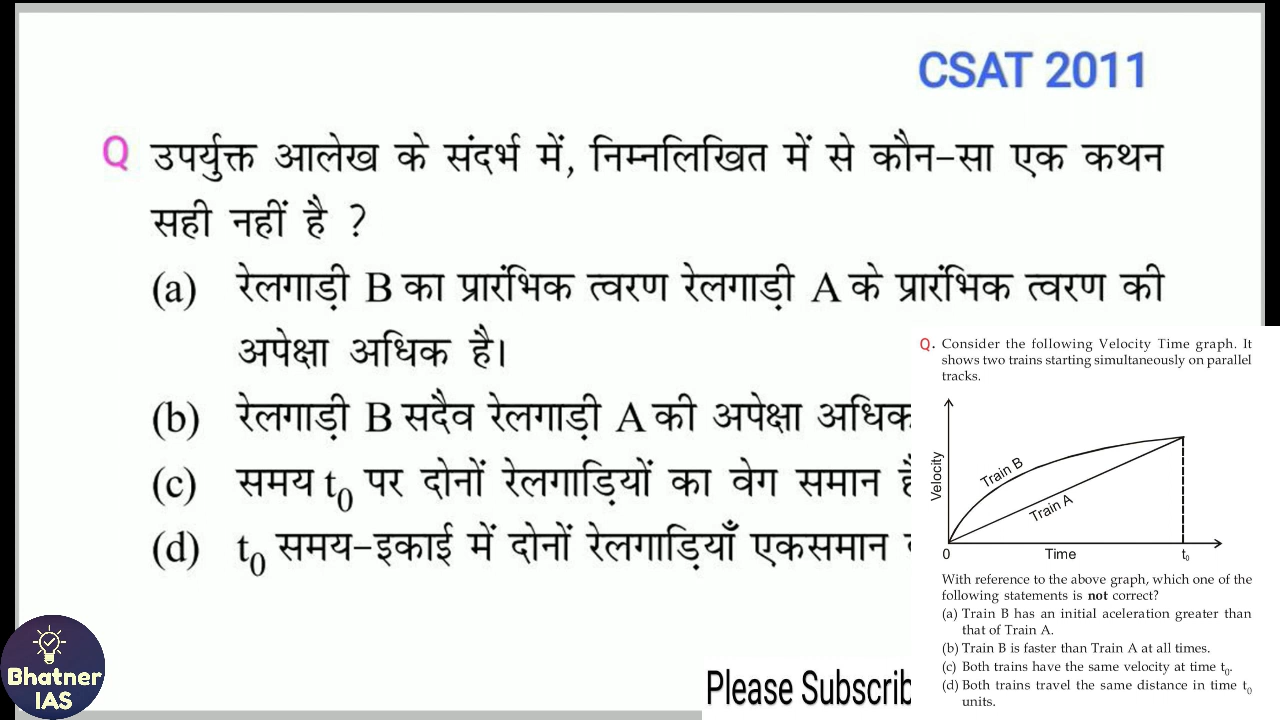 CSAT 2011
Q उपर्युक्त आलेख के संदर्भ में, निम्नलिखित में से कौन-सा एक कथन
सही नहीं है ?
(a) रेलगाड़ी B का प्रारंभिक त्वरण रेलगाड़ी A के प्रारंभिक त्वरण की
अपेक्षा अधिक है।
(b) रेलगाड़ी B सदैव रेलगाड़ी A की अपेक्षा
(c) समय t₀ पर दोनों रेलगाड़ियों का वेग समान
(d) t₀ समय-इकाई में दोनों रेलगाड़ियाँ एकसमान
Q. Consider the following Velocity Time graph. It
shows two trains starting simultaneously on parallel
tracks.
Velocity
Train B
Train A
0
Time
t₀
With reference to the above graph, which one of the
following statements is not correct?
(a) Train B has an initial aceleration greater than
that of Train A.
(b) Train B is faster than Train A at all times.
(c) Both trains have the same velocity at time t₀.
(d) Both trains travel the same distance in time t₀
units.
Please
Bhatner
IAS